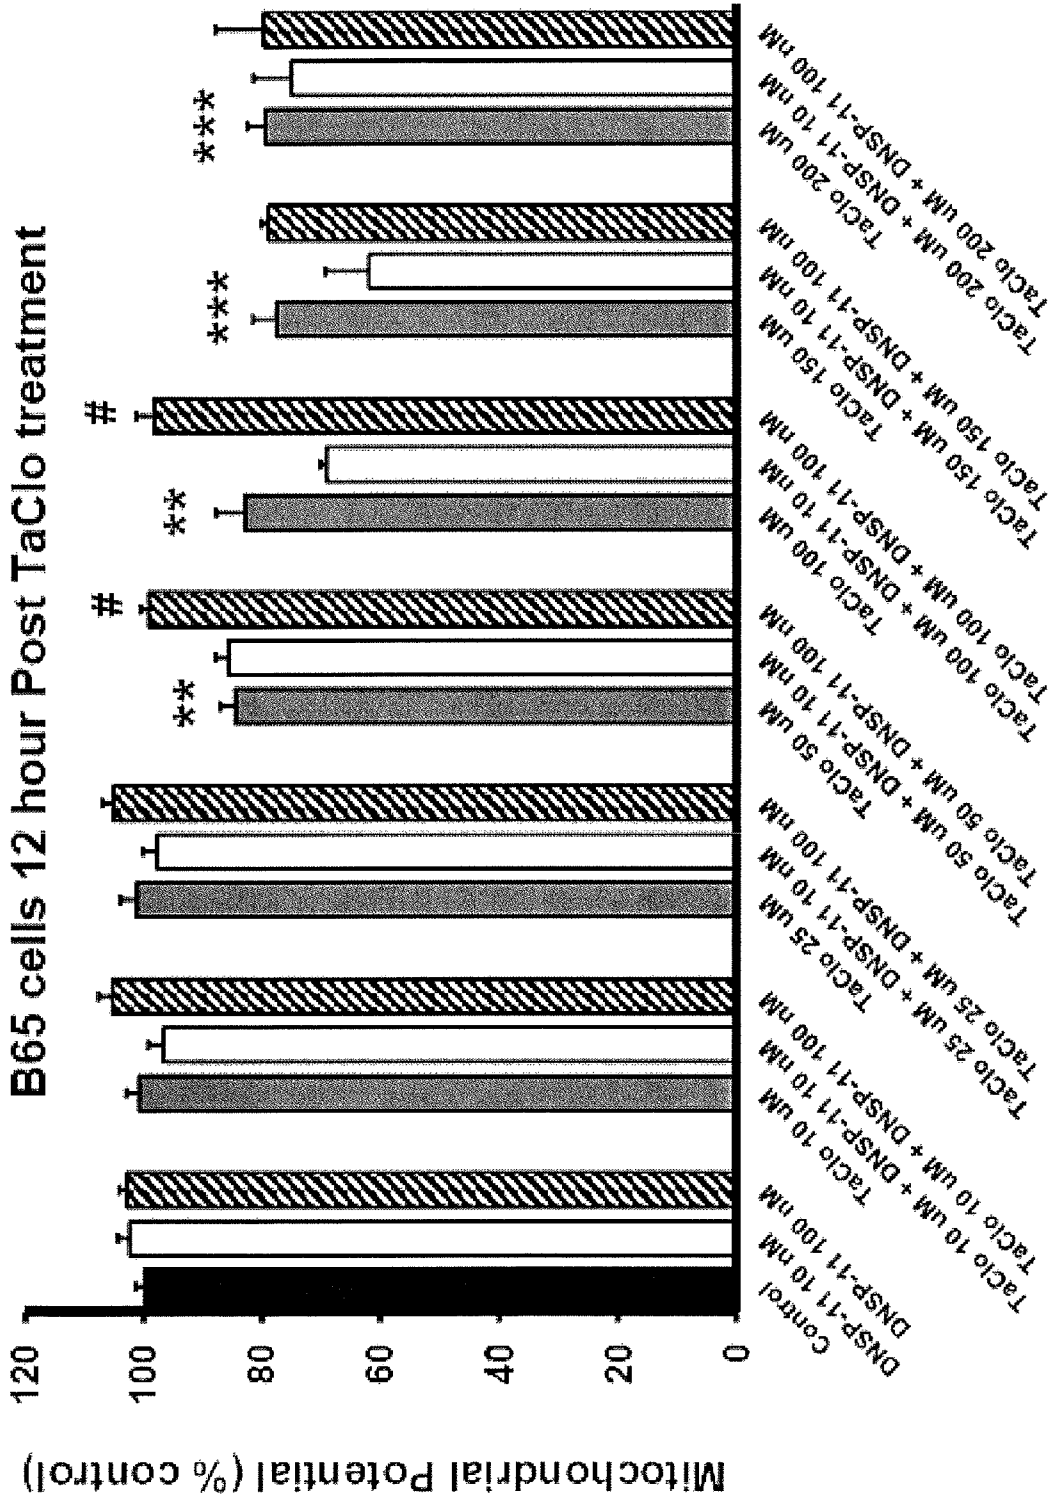 B65 cells 12 hour Post TaClo treatment
Mitochondrial Potential (% control)
120
100
80
60
40
20
0
**
#
**
#
***
***
Control
DNSP-11 10 nM
DNSP-11 100 nM
TaClo 10 uM
TaClo 10 uM + DNSP-11 10 nM
TaClo 10 uM + DNSP-11 100 nM
TaClo 25 uM
TaClo 25 uM + DNSP-11 10 nM
TaClo 25 uM + DNSP-11 100 nM
TaClo 50 uM
TaClo 50 uM + DNSP-11 10 nM
TaClo 50 uM + DNSP-11 100 nM
TaClo 100 uM
TaClo 100 uM + DNSP-11 10 nM
TaClo 100 uM + DNSP-11 100 nM
TaClo 150 uM
TaClo 150 uM + DNSP-11 10 nM
TaClo 150 uM + DNSP-11 100 nM
TaClo 200 uM
TaClo 200 uM + DNSP-11 10 nM
TaClo 200 uM + DNSP-11 100 nM